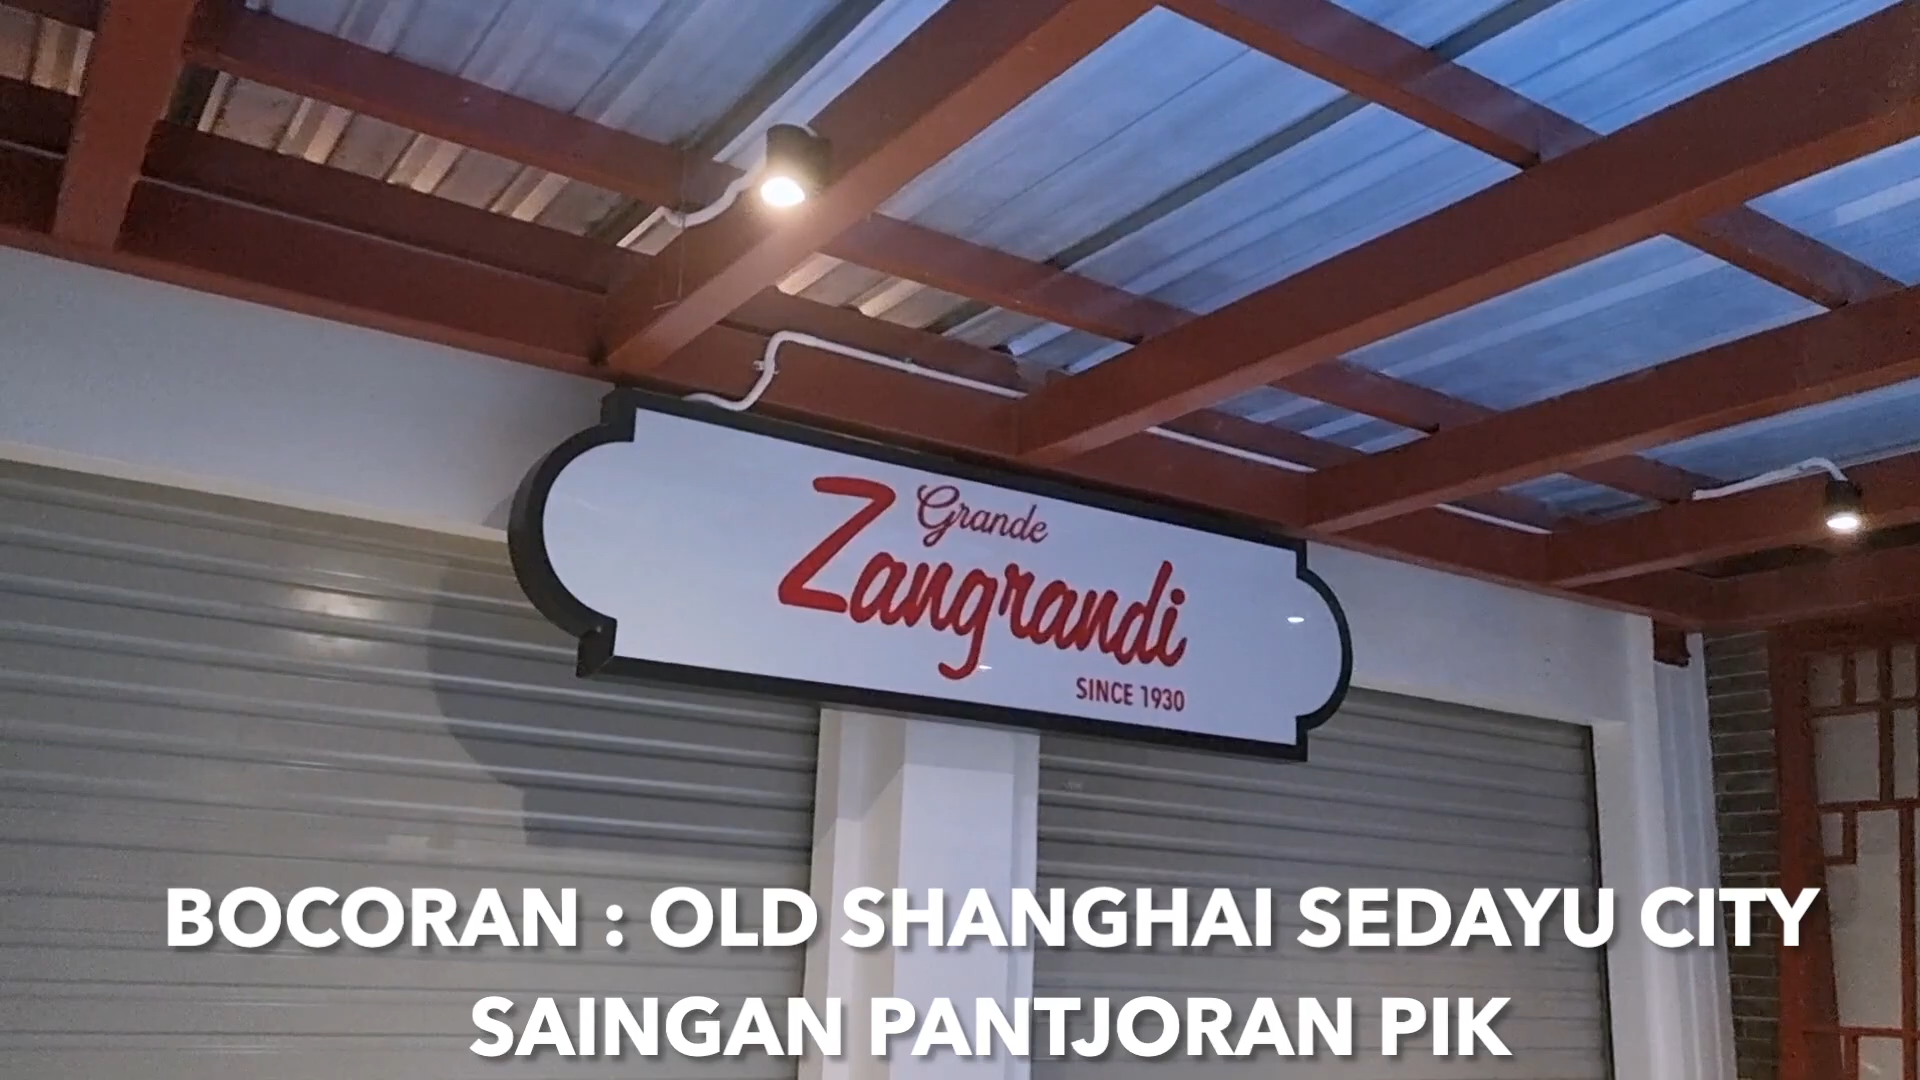 Grande
Zangrandi
SINCE 1930
BOCORAN : OLD SHANGHAI SEDAYU CITY
SAINGAN PANTJORAN PIK